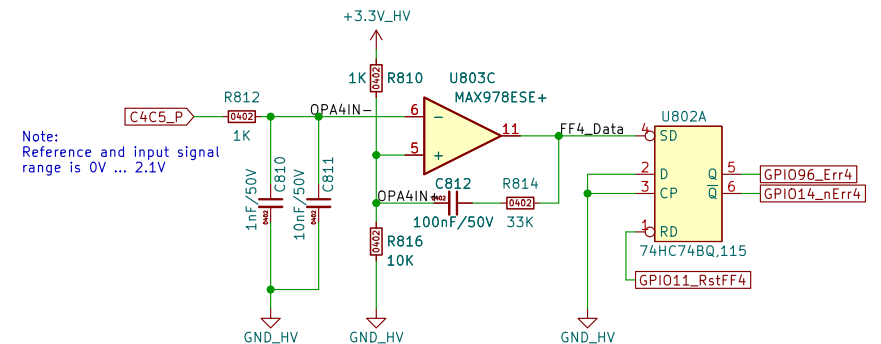 +3.3V_HV
1K
0402
R810
U803C
MAX978ESE+
R812
0402
1K
C4C5_P
OPA4IN-
6
-
5
+
11
FF4_Data
U802A
4
SD
2
D
3
CP
1
RD
Q
5
Q
6
GPIO96_Err4
GPIO14_nErr4
74HC74BQ,115
GPIO11_RstFF4
Note:
Reference and input signal
range is 0V ... 2.1V
1nF/50V
0402
C810
10nF/50V
0402
C811
OPA4IN+
C812
0402
100nF/50V
R814
0402
33K
0402
R816
10K
GND_HV
GND_HV
GND_HV